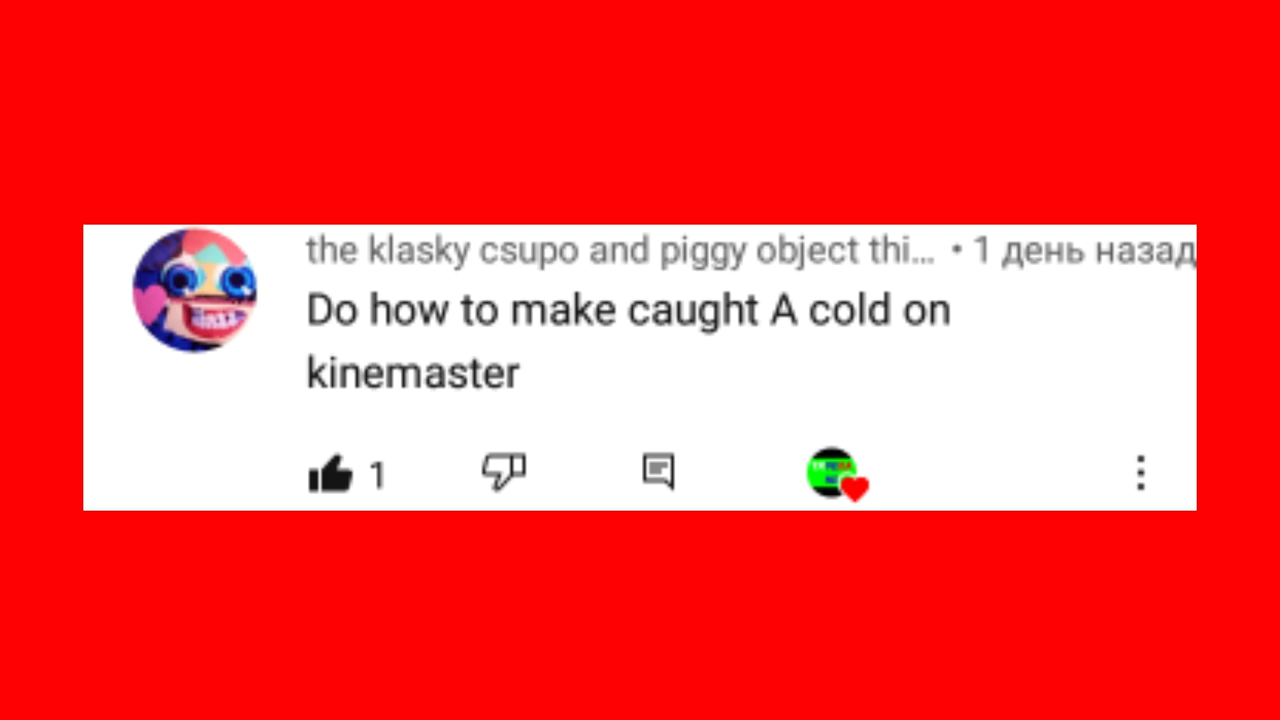 the klasky csupo and piggy object thi... • 1 день назад
Do how to make caught A cold on
kinemaster
1